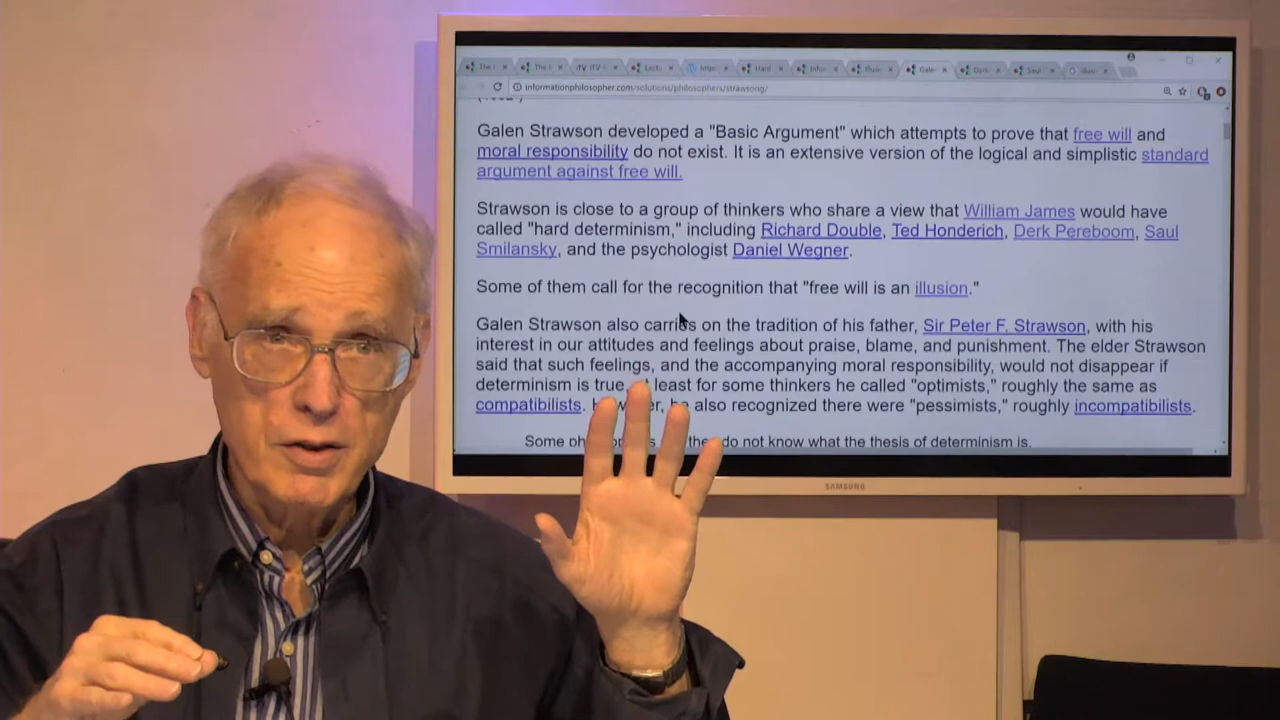 informationphilosopher.com/solutions/philosophers/strawsong/
Galen Strawson developed a "Basic Argument" which attempts to prove that free will and
moral responsibility do not exist. It is an extensive version of the logical and simplistic standard
argument against free will.
Strawson is close to a group of thinkers who share a view that William James would have
called "hard determinism," including Richard Double, Ted Honderich, Derk Pereboom, Saul
Smilansky, and the psychologist Daniel Wegner.
Some of them call for the recognition that "free will is an illusion."
Galen Strawson also carries on the tradition of his father, Sir Peter F. Strawson, with his
interest in our attitudes and feelings about praise, blame, and punishment. The elder Strawson
said that such feelings, and the accompanying moral responsibility, would not disappear if
determinism is true, least for some thinkers he called "optimists," roughly the same as
compatibilists. also recognized there were "pessimists," roughly incompatibilists.
Some do not know what the thesis of determinism is.
SAMSUNG